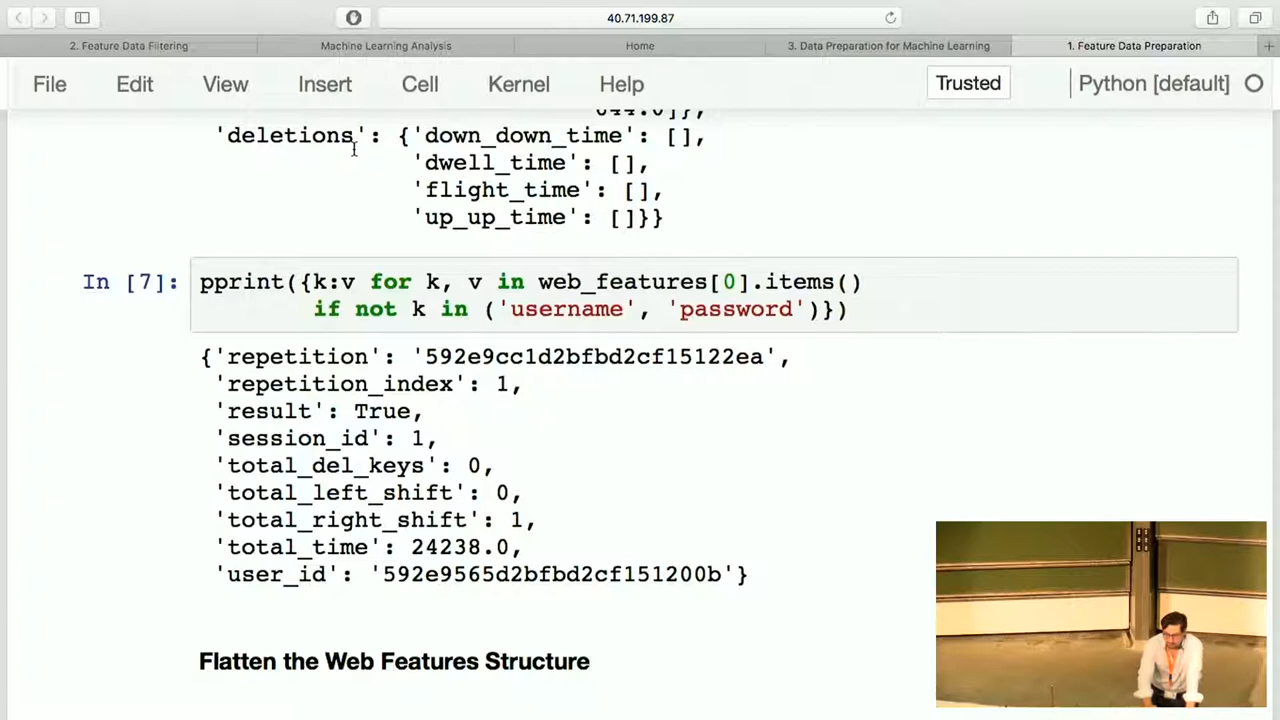 40.71.199.87
2. Feature Data Filtering
Machine Learning Analysis
Home
3. Data Preparation for Machine Learning
1. Feature Data Preparation
File Edit View Insert Cell Kernel Help Trusted Python [default]
644.0]},
'deletions': {'down_down_time': [],
'dwell_time': [],
'flight_time': [],
'up_up_time': []}}
In [7]: pprint({k:v for k, v in web_features[0].items()
if not k in ('username', 'password')})
{'repetition': '592e9cc1d2bfbd2cf15122ea',
'repetition_index': 1,
'result': True,
'session_id': 1,
'total_del_keys': 0,
'total_left_shift': 0,
'total_right_shift': 1,
'total_time': 24238.0,
'user_id': '592e9565d2bfbd2cf151200b'}
Flatten the Web Features Structure